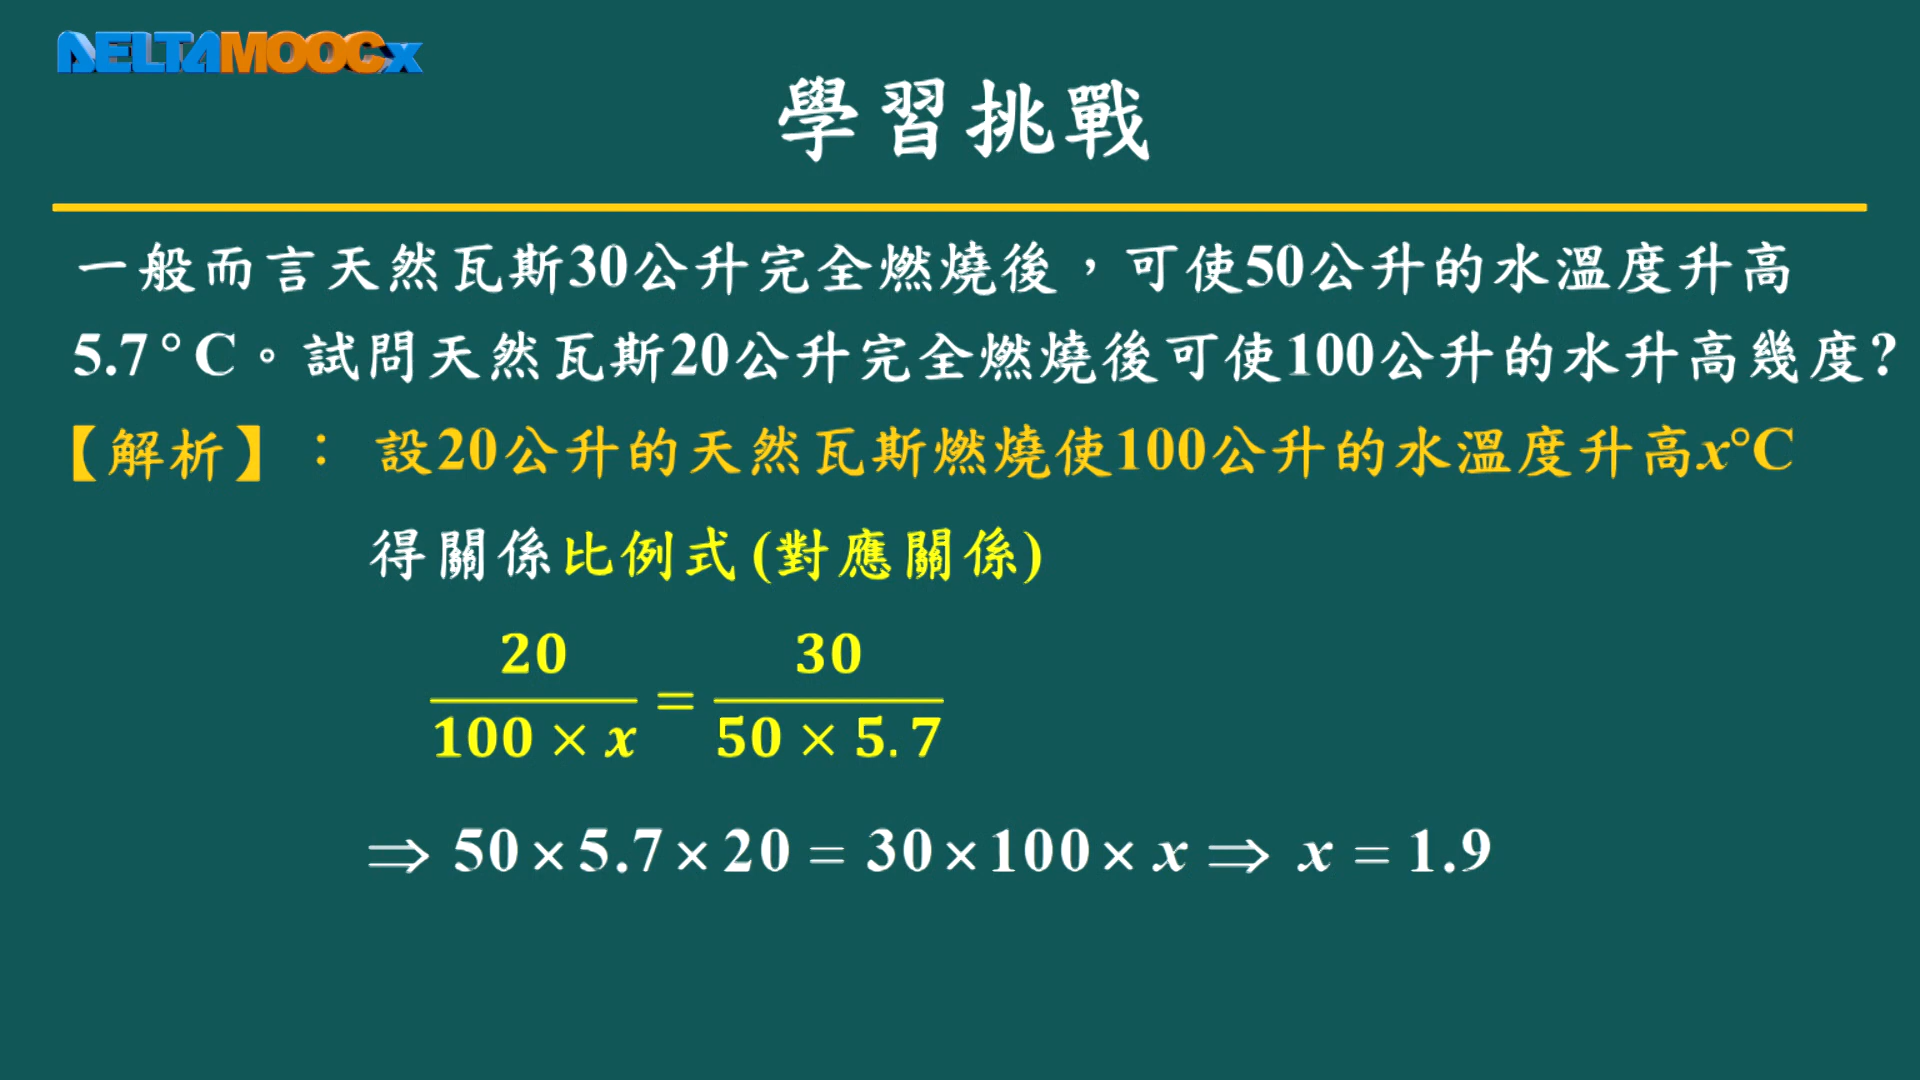 DELTAMOOCx
學習挑戰
一般而言天然瓦斯30公升完全燃燒後，可使50公升的水溫度升高
5.7°C。試問天然瓦斯20公升完全燃燒後可使100公升的水升高幾度?
【解析】： 設20公升的天然瓦斯燃燒使100公升的水溫度升高x°C
得關係比例式(對應關係)
20/(100 × x) = 30/(50 × 5.7)
⇒ 50×5.7×20 = 30×100× x ⇒ x = 1.9